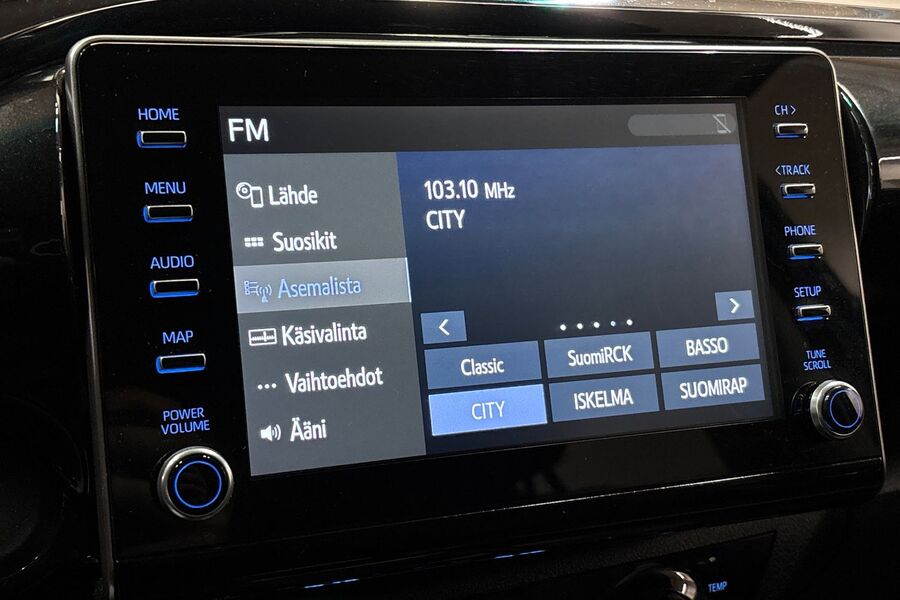 HOME
MENU
AUDIO
MAP
POWER
VOLUME
FM
Lähde
Suosikit
Asemalista
Käsivalinta
Vaihtoehdot
Ääni
103.10 MHz
CITY
<
>
Classic
SuomiRCK
BASSO
CITY
ISKELMA
SUOMIRAP
CH >
< TRACK
PHONE
SETUP
TUNE
SCROLL
TEMP